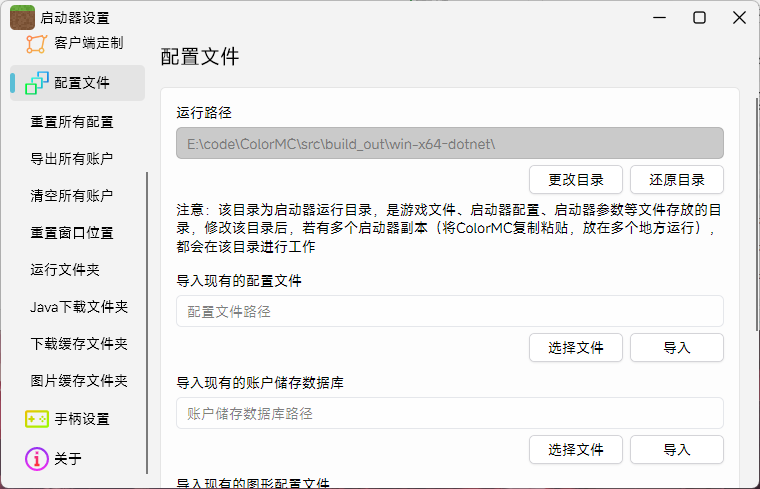 启动器设置
客户端定制
配置文件
重置所有配置
导出所有账户
清空所有账户
重置窗口位置
运行文件夹
Java下载文件夹
下载缓存文件夹
图片缓存文件夹
手柄设置
关于
配置文件
运行路径
E:\code\ColorMC\src\build_out\win-x64-dotnet\
更改目录
还原目录
注意：该目录为启动器运行目录，是游戏文件、启动器配置、启动器参数等文件存放的目
录，修改该目录后，若有多个启动器副本（将ColorMC复制粘贴，放在多个地方运行），
都会在该目录进行工作
导入现有的配置文件
配置文件路径
选择文件
导入
导入现有的账户储存数据库
账户储存数据库路径
选择文件
导入
导入现有的图形配置文件